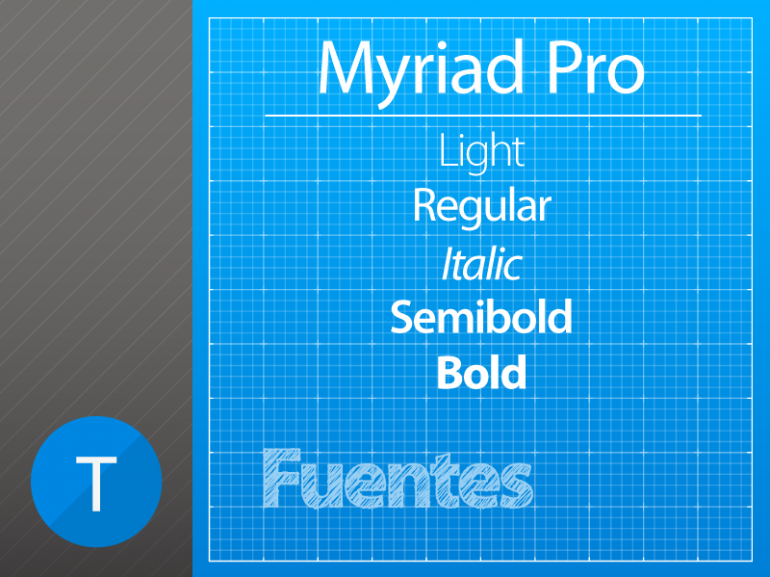 Myriad Pro
Light
Regular
Italic
Semibold
Bold
Fuentes
T